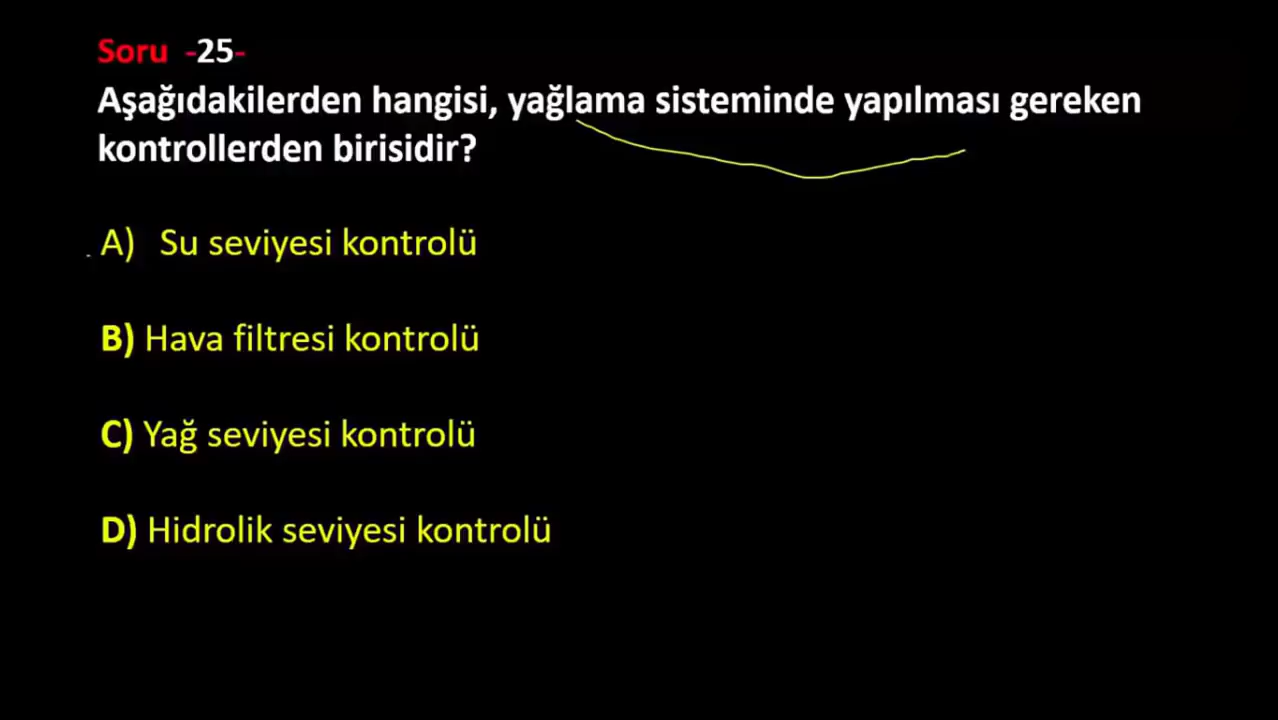 Soru -25-
Aşağıdakilerden hangisi, yağlama sisteminde yapılması gereken
kontrollerden birisidir?
A) Su seviyesi kontrolü
B) Hava filtresi kontrolü
C) Yağ seviyesi kontrolü
D) Hidrolik seviyesi kontrolü